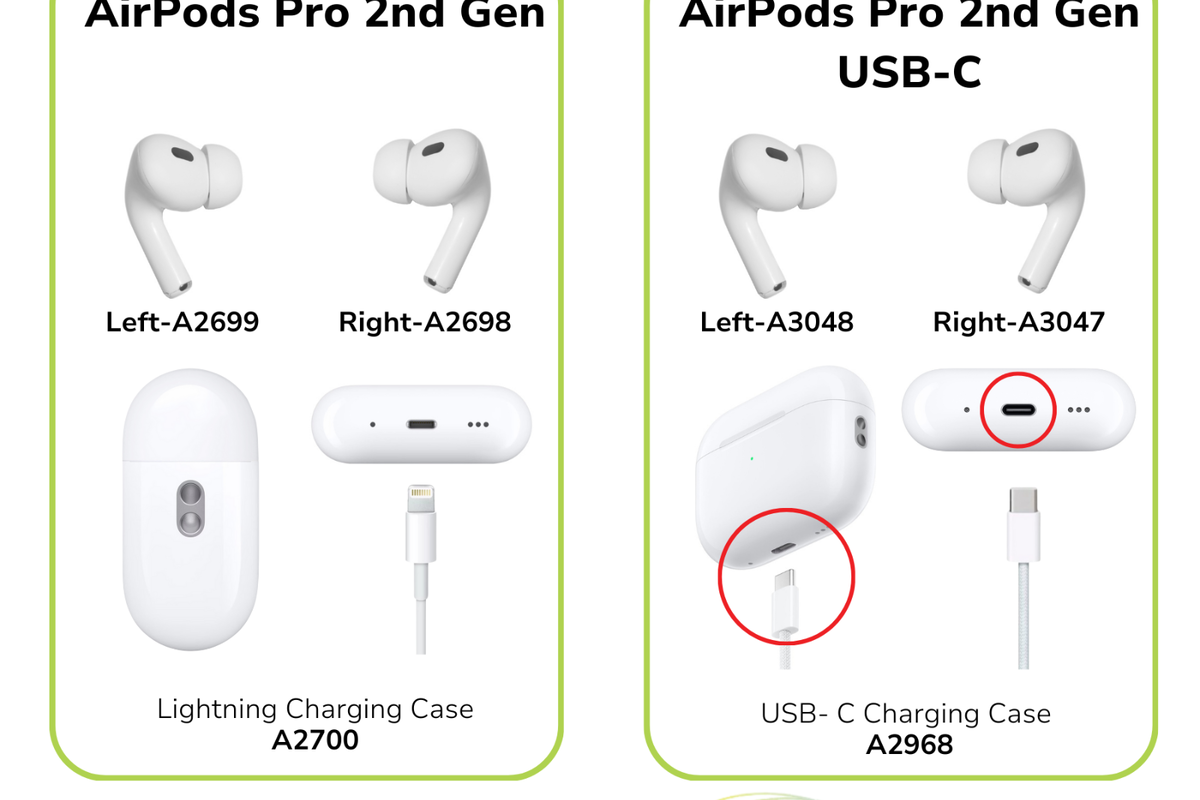 AirPods Pro 2nd Gen
Left-A2699
Right-A2698
Lightning Charging Case
A2700
AirPods Pro 2nd Gen
USB-C
Left-A3048
Right-A3047
USB- C Charging Case
A2968